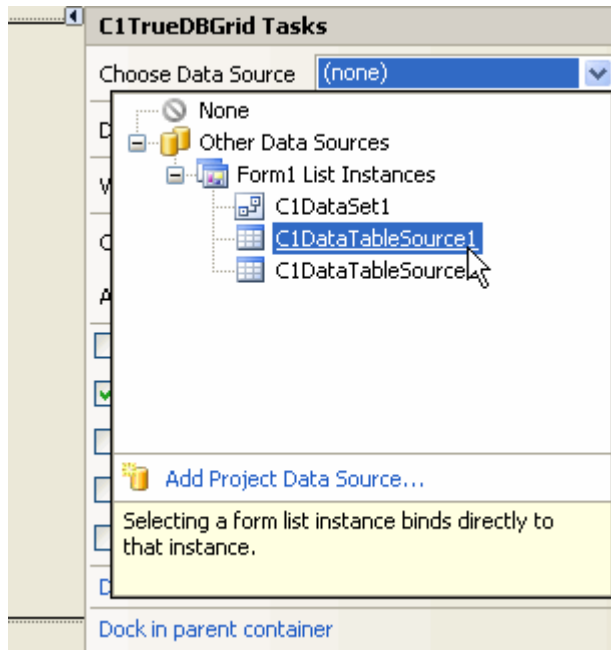 C1TrueDBGrid Tasks
Choose Data Source (none)
None
Other Data Sources
Form1 List Instances
C1DataSet1
C1DataTableSource1
C1DataTableSource
Add Project Data Source...
Selecting a form list instance binds directly to
that instance.
Dock in parent container